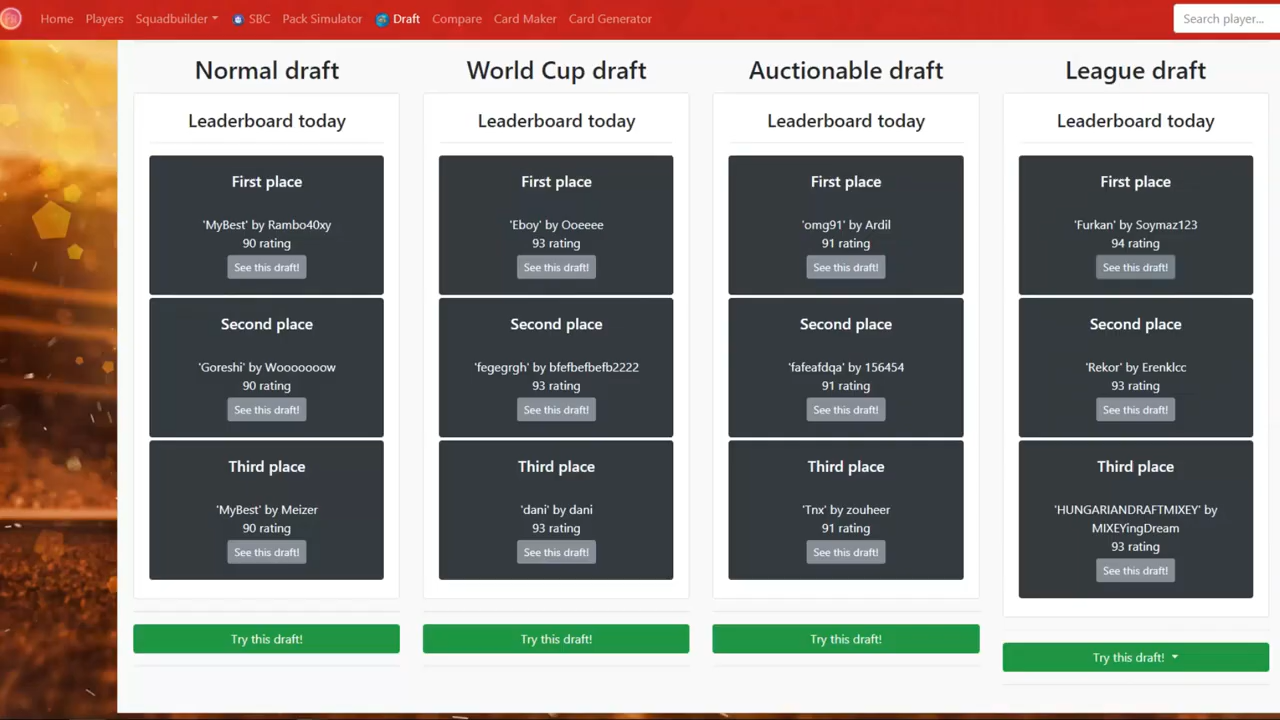 Home Players Squadbuilder SBC Pack Simulator Draft Compare Card Maker Card Generator Search player...
Normal draft
Leaderboard today
First place
'MyBest' by Rambo40xy
90 rating
See this draft!
Second place
'Goreshi' by Wooooooow
90 rating
See this draft!
Third place
'MyBest' by Meizer
90 rating
See this draft!
Try this draft!
World Cup draft
Leaderboard today
First place
'Eboy' by Ooeeee
93 rating
See this draft!
Second place
'fegegrgh' by bfefbefbefb2222
93 rating
See this draft!
Third place
'dani' by dani
93 rating
See this draft!
Try this draft!
Auctionable draft
Leaderboard today
First place
'omg91' by Ardil
91 rating
See this draft!
Second place
'fafeafdqa' by 156454
91 rating
See this draft!
Third place
'Tnx' by zouheer
91 rating
See this draft!
Try this draft!
League draft
Leaderboard today
First place
'Furkan' by Soymaz123
94 rating
See this draft!
Second place
'Rekor' by Erenklcc
93 rating
See this draft!
Third place
'HUNGARIANDRAFTMIXEY' by
MIXEYingDream
93 rating
See this draft!
Try this draft!